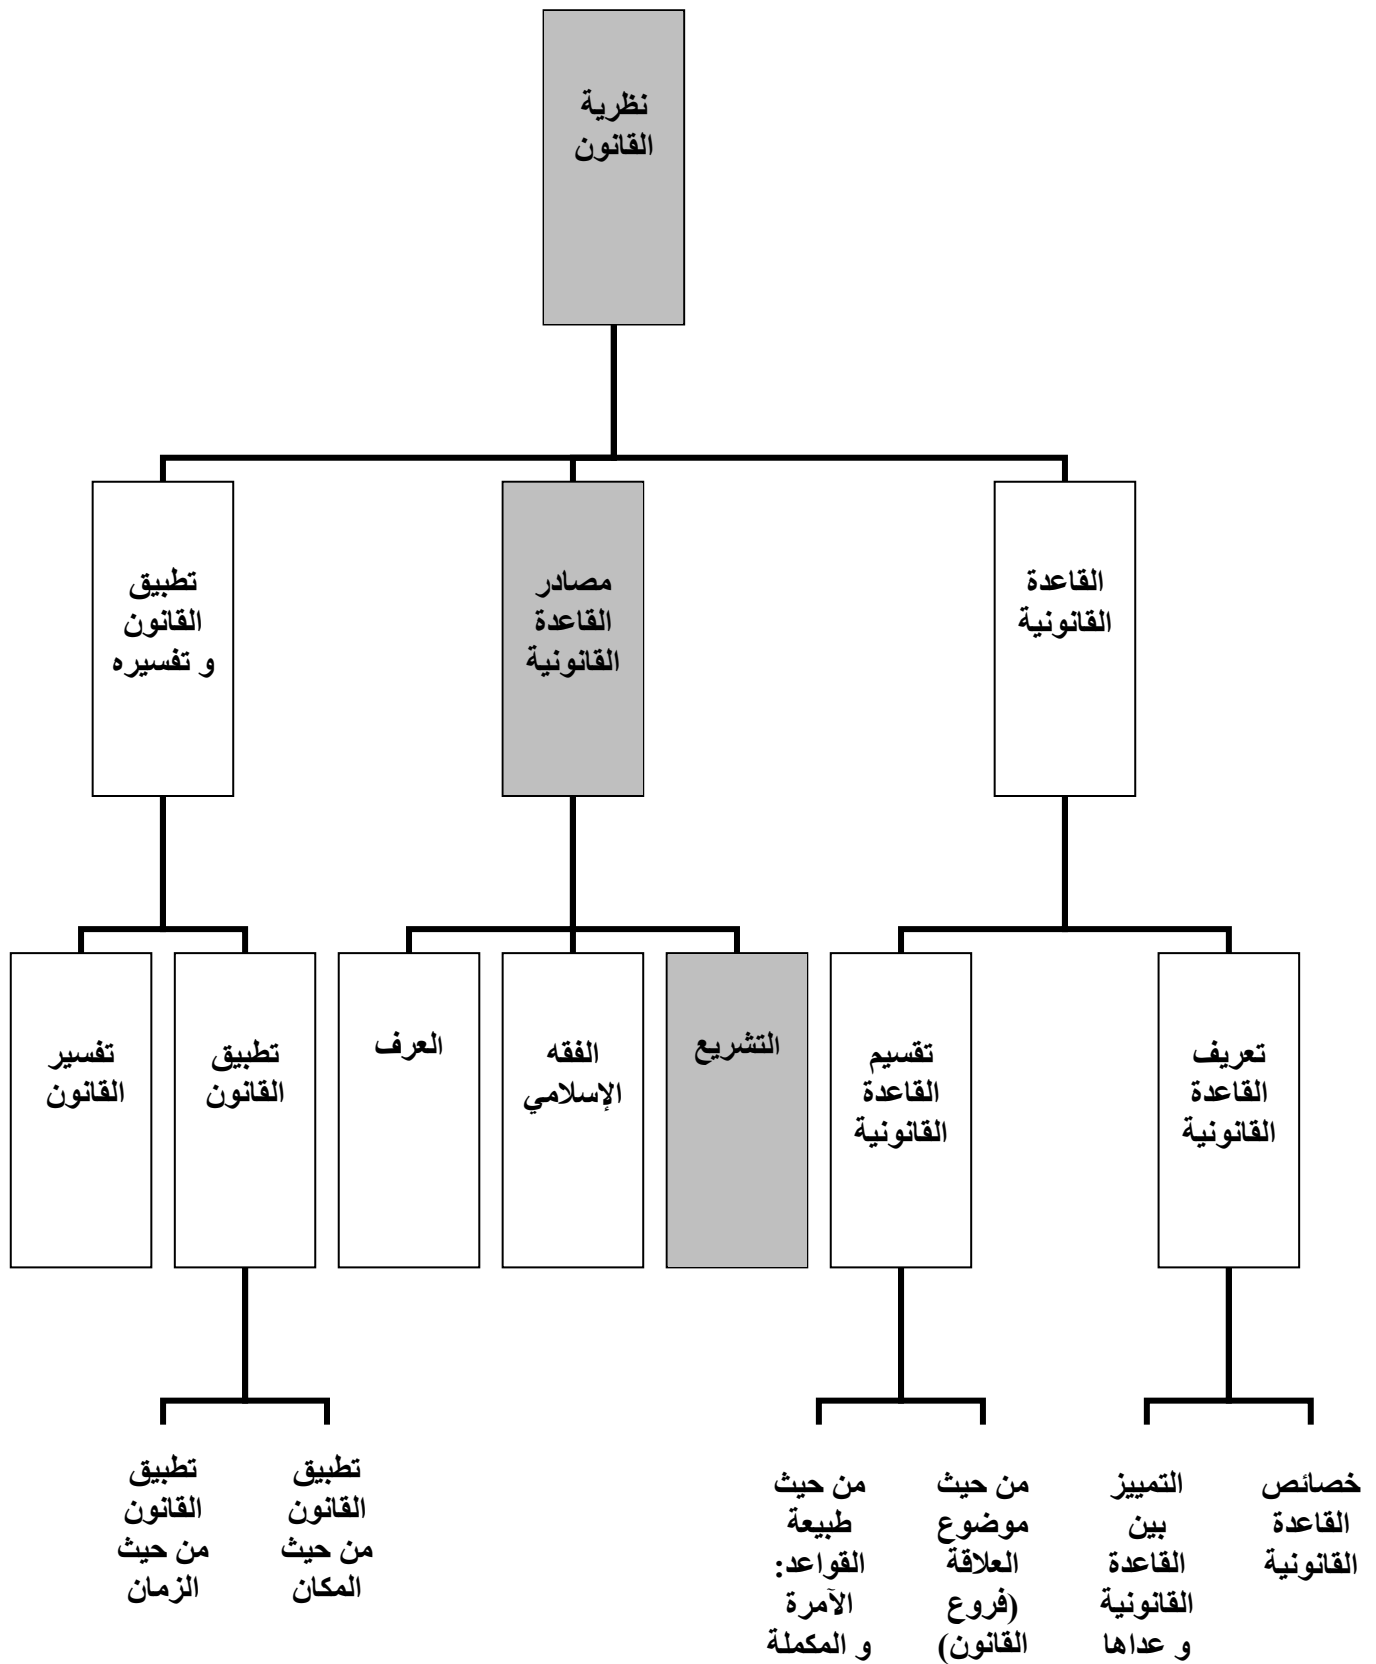 نظرية
القانون
القاعدة
القانونية
مصادر
القاعدة
القانونية
تطبيق
القانون
و تفسيره
تعريف
القاعدة
القانونية
تقسيم
القاعدة
القانونية
التشريع
الفقه
الإسلامي
العرف
تطبيق
القانون
تفسير
القانون
خصائص
القاعدة
القانونية
التمييز
بين
القاعدة
القانونية
و عداها
من حيث
موضوع
العلاقة
(فروع
القانون)
من حيث
طبيعة
القواعد:
الآمرة
و المكملة
تطبيق
القانون
من حيث
المكان
تطبيق
القانون
من حيث
الزمان